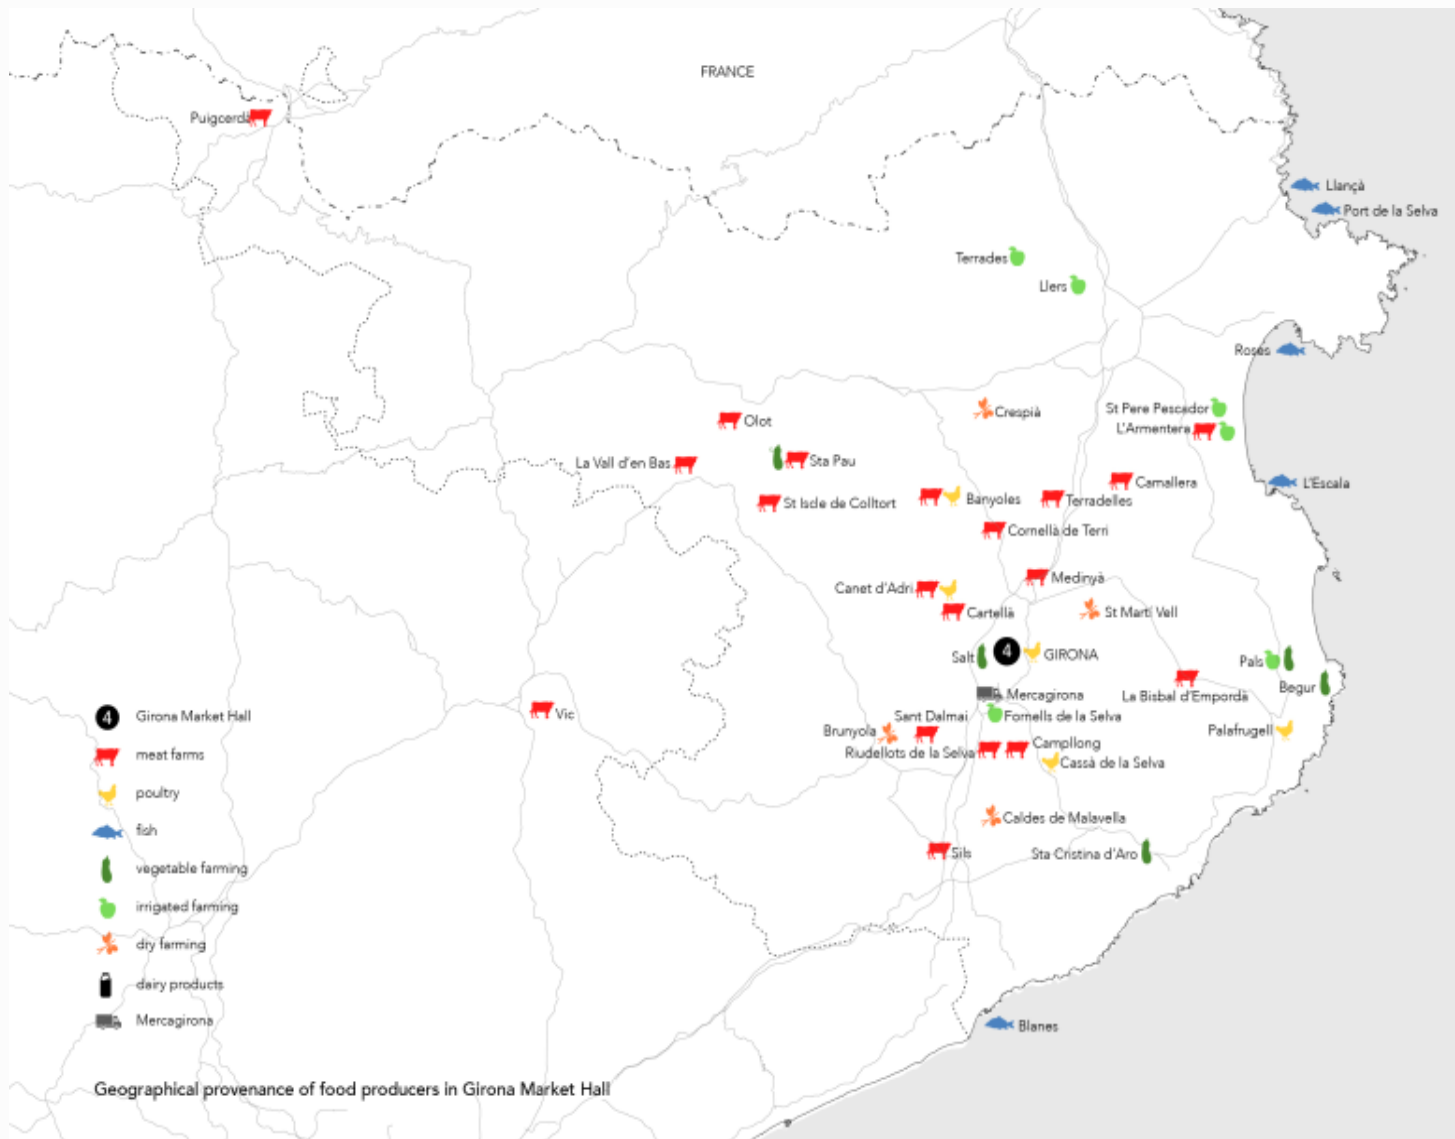 FRANCE
Puigcerdà
Llançà
Port de la Selva
Terrades
Llers
Roses
Crespià
St Pere Pescador
L'Armentera
Olot
La Vall d'en Bas
Sta Pau
St Iscle de Colltort
Banyoles
Terradelles
Camallera
L'Escala
Cornellà de Terri
Medinyà
Canet d'Adri
Cartellà
St Martí Vell
Salt
4
GIRONA
Pals
Begur
Mercagirona
La Bisbal d'Empordà
Fornells de la Selva
Vic
Sant Dalmai
Brunyola
Riudellots de la Selva
Campllong
Cassà de la Selva
Palafrugell
Caldes de Malavella
Sils
Sta Cristina d'Aro
Blanes
4 Girona Market Hall
meat farms
poultry
fish
vegetable farming
irrigated farming
dry farming
dairy products
Mercagirona
Geographical provenance of food producers in Girona Market Hall